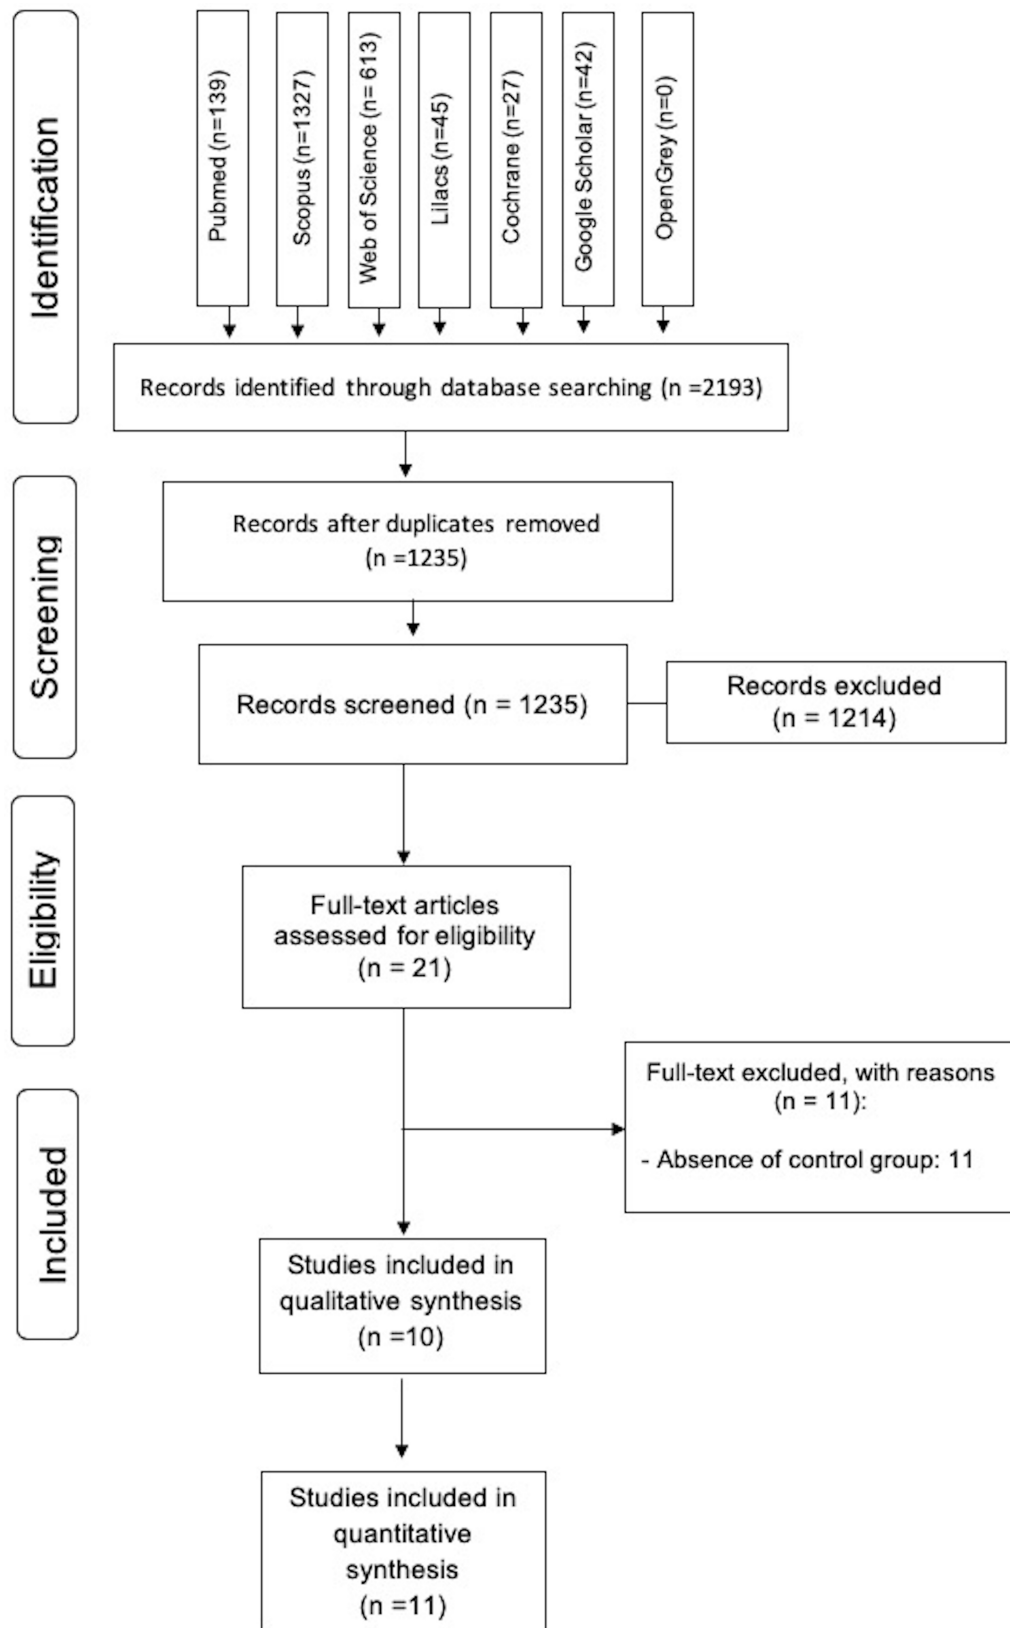 Identification
Pubmed (n=139)
Scopus (n=1327)
Web of Science (n= 613)
Lilacs (n=45)
Cochrane (n=27)
Google Scholar (n=42)
OpenGrey (n=0)
Records identified through database searching (n =2193)
Screening
Records after duplicates removed
(n =1235)
Records screened (n = 1235)
Records excluded
(n = 1214)
Eligibility
Full-text articles
assessed for eligibility
(n = 21)
Full-text excluded, with reasons
(n = 11):
- Absence of control group: 11
Included
Studies included in
qualitative synthesis
(n =10)
Studies included in
quantitative
synthesis
(n =11)